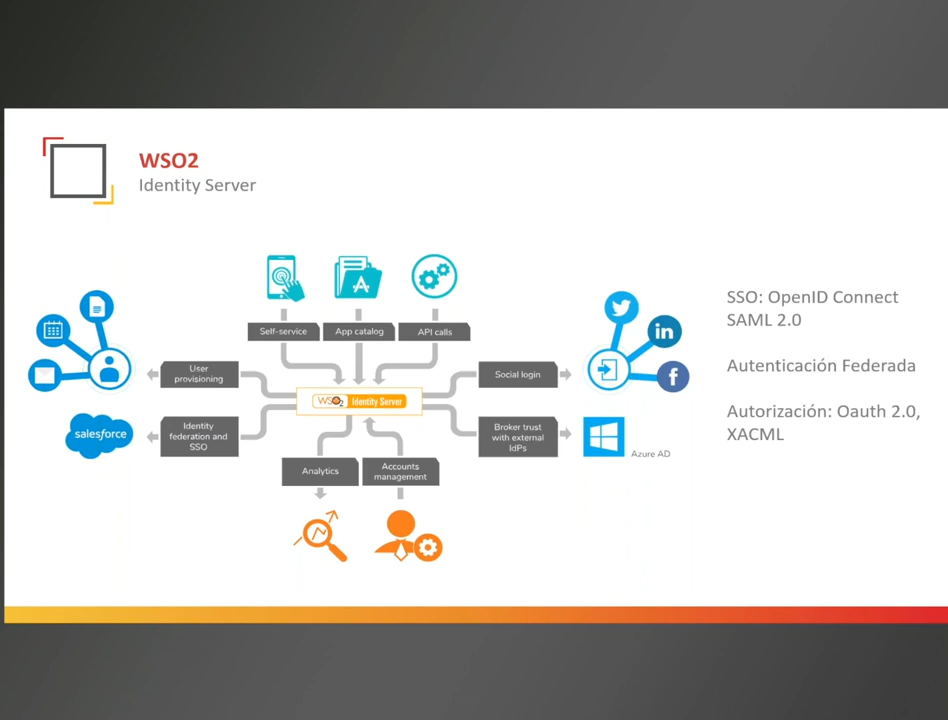 WSO2
Identity Server
Self-service
App catalog
API calls
User
provisioning
Social login
WSO2 Identity Server
salesforce
Identity
federation and
SSO
Broker trust
with external
IdPs
Azure AD
Analytics
Accounts
management
SSO: OpenID Connect
SAML 2.0
Autenticación Federada
Autorización: Oauth 2.0,
XACML
in
f